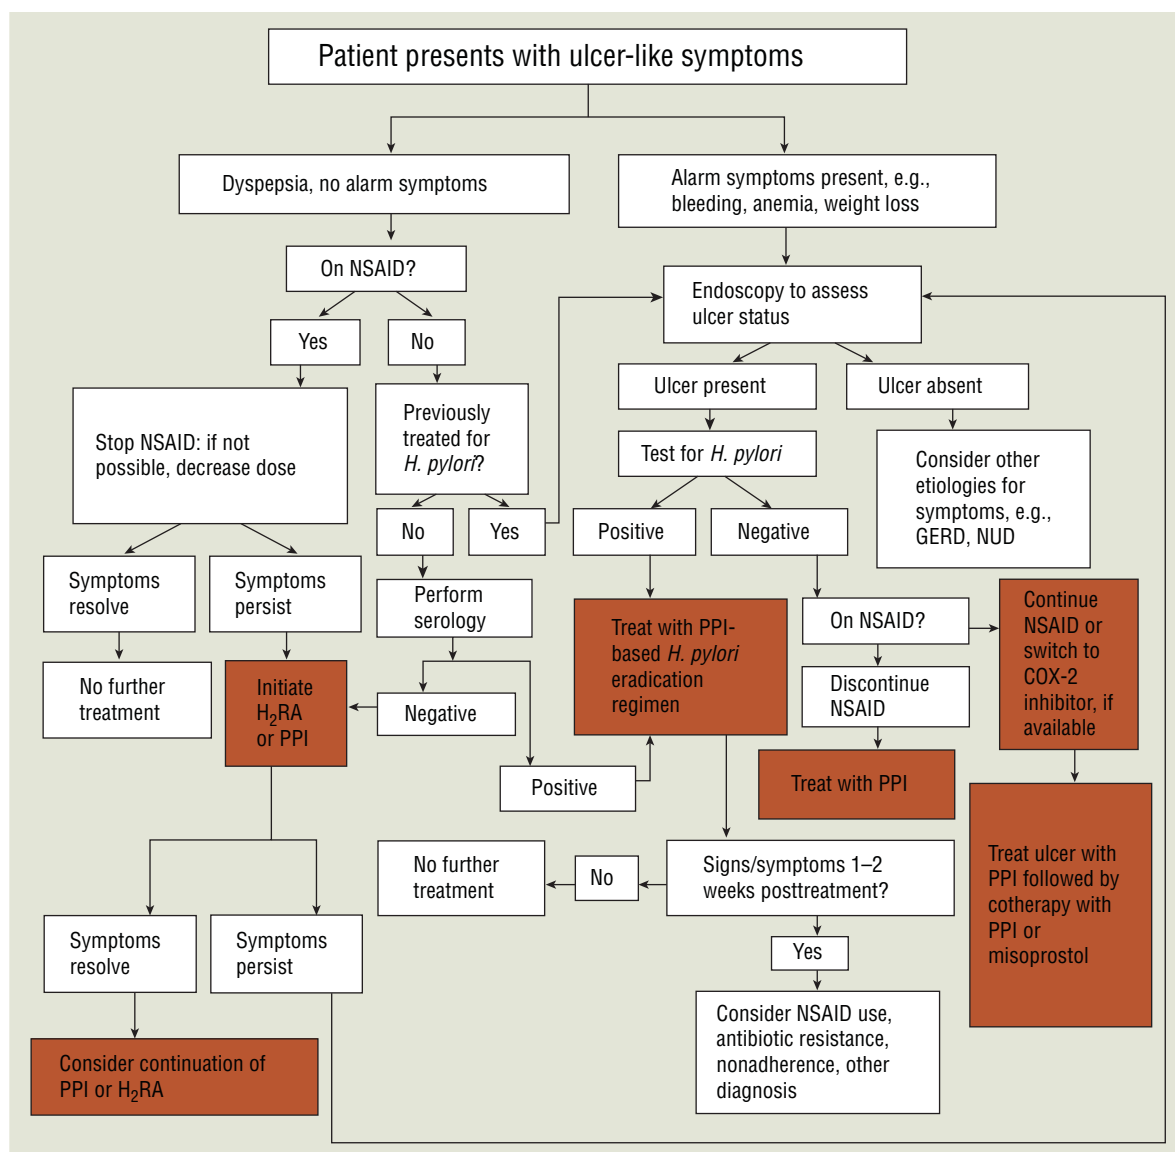 Patient presents with ulcer-like symptoms
Dyspepsia, no alarm symptoms
Alarm symptoms present, e.g.,
bleeding, anemia, weight loss
On NSAID?
Endoscopy to assess
ulcer status
Yes
No
Ulcer present
Ulcer absent
Stop NSAID: if not
possible, decrease dose
Previously
treated for
H. pylori?
Test for H. pylori
Consider other
etiologies for
symptoms, e.g.,
GERD, NUD
No
Yes
Positive
Negative
Symptoms
resolve
Symptoms
persist
Perform
serology
Treat with PPI-
based H. pylori
eradication
regimen
On NSAID?
Continue
NSAID or
switch to
COX-2
inhibitor, if
available
No further
treatment
Initiate
H₂RA
or PPI
Negative
Discontinue
NSAID
Positive
Treat with PPI
No further
treatment
No
Signs/symptoms 1–2
weeks posttreatment?
Treat ulcer with
PPI followed by
cotherapy with
PPI or
misoprostol
Symptoms
resolve
Symptoms
persist
Yes
Consider continuation of
PPI or H₂RA
Consider NSAID use,
antibiotic resistance,
nonadherence, other
diagnosis